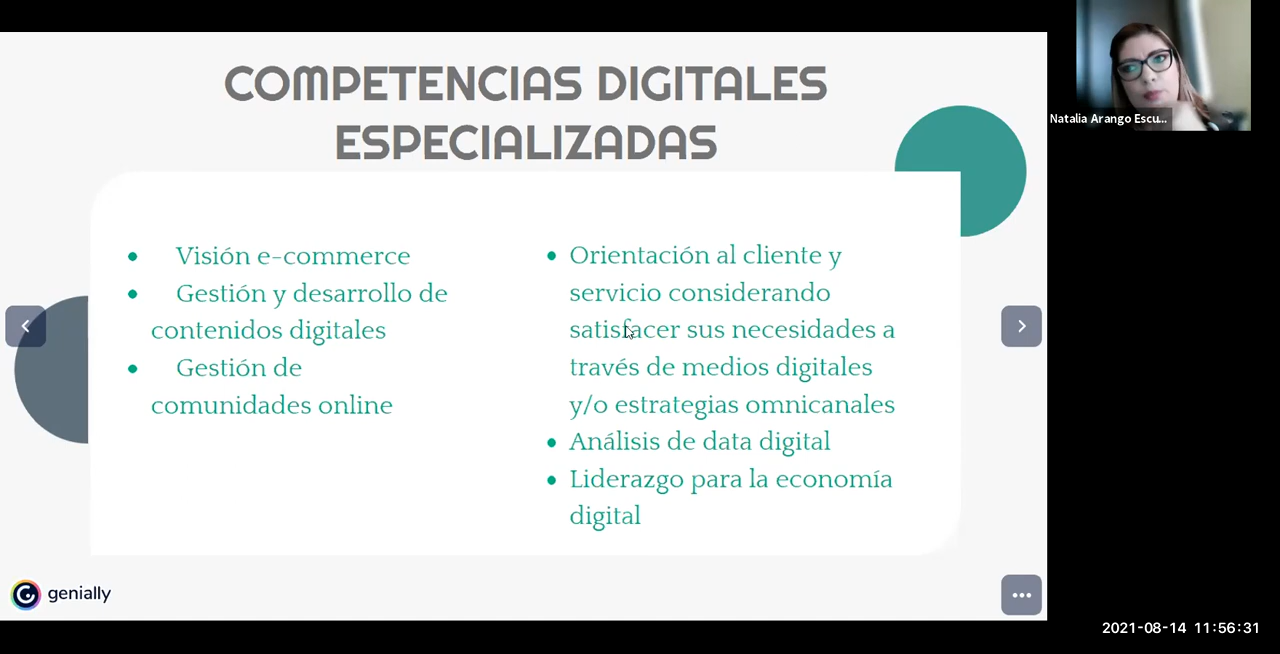 COMPETENCIAS DIGITALES
ESPECIALIZADAS
Visión e-commerce
Gestión y desarrollo de
contenidos digitales
Gestión de
comunidades online
Orientación al cliente y
servicio considerando
satisfacer sus necesidades a
través de medios digitales
y/o estrategias omnicanales
Análisis de data digital
Liderazgo para la economía
digital
genially
Natalia Arango Escu...
2021-08-14 11:56:31